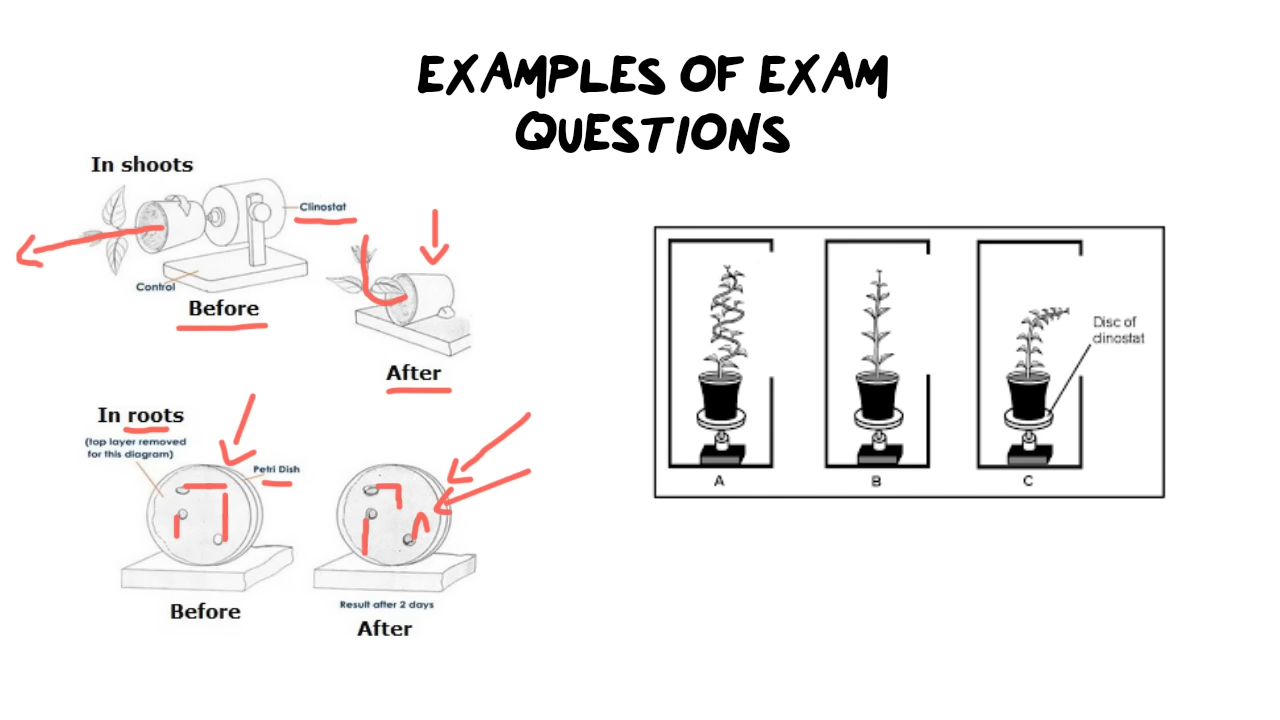 EXAMPLES OF EXAM
QUESTIONS
In shoots
Clinostat
Control
Before
After
In roots
(top layer removed
for this diagram)
Petri Dish
Before
Result after 2 days
After
Disc of
clinostat
A
B
C